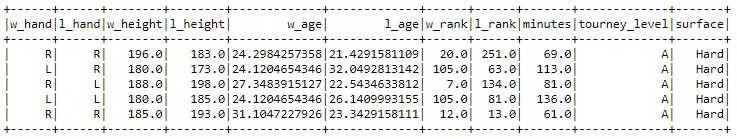 +------+------+--------+--------+-------------+-------------+------+------+-------+-------------+-------+
|w_hand|l_hand|w_height|l_height|        w_age|        l_age|w_rank|l_rank|minutes|tourney_level|surface|
+------+------+--------+--------+-------------+-------------+------+------+-------+-------------+-------+
|     R|     R|   196.0|   183.0|24.2984257358|21.4291581109|  20.0| 251.0|   69.0|            A|   Hard|
|     L|     R|   180.0|   173.0|24.1204654346|32.0492813142| 105.0|  63.0|  113.0|            A|   Hard|
|     R|     L|   188.0|   198.0|27.3483915127|22.5434633812|   7.0| 134.0|   81.0|            A|   Hard|
|     L|     L|   180.0|   185.0|24.1204654346|26.1409993155| 105.0|  81.0|  136.0|            A|   Hard|
|     R|     R|   185.0|   193.0|31.1047227926|23.3429158111|  12.0|  13.0|   61.0|            A|   Hard|
+------+------+--------+--------+-------------+-------------+------+------+-------+-------------+-------+